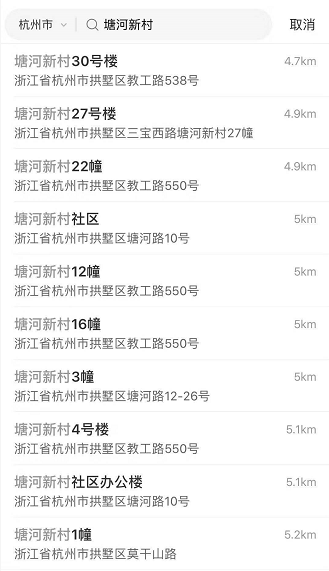 杭州市 塘河新村 取消
塘河新村30号楼 4.7km
浙江省杭州市拱墅区教工路538号
塘河新村27号楼 4.9km
浙江省杭州市拱墅区三宝西路塘河新村27幢
塘河新村22幢 4.9km
浙江省杭州市拱墅区教工路550号
塘河新村社区 5km
浙江省杭州市拱墅区塘河路10号
塘河新村12幢 5km
浙江省杭州市拱墅区教工路550号
塘河新村16幢 5km
浙江省杭州市拱墅区教工路550号
塘河新村3幢 5km
浙江省杭州市拱墅区塘河路12-26号
塘河新村4号楼 5.1km
浙江省杭州市拱墅区教工路550号
塘河新村社区办公楼 5.1km
浙江省杭州市拱墅区塘河路10号
塘河新村1幢 5.2km
浙江省杭州市拱墅区莫干山路